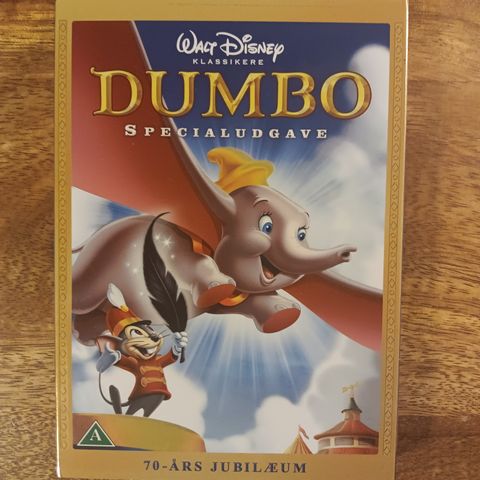 Walt Disney
KLASSIKERE
DUMBO
SPECIALUDGAVE
A
70-ÅRS JUBILÆUM